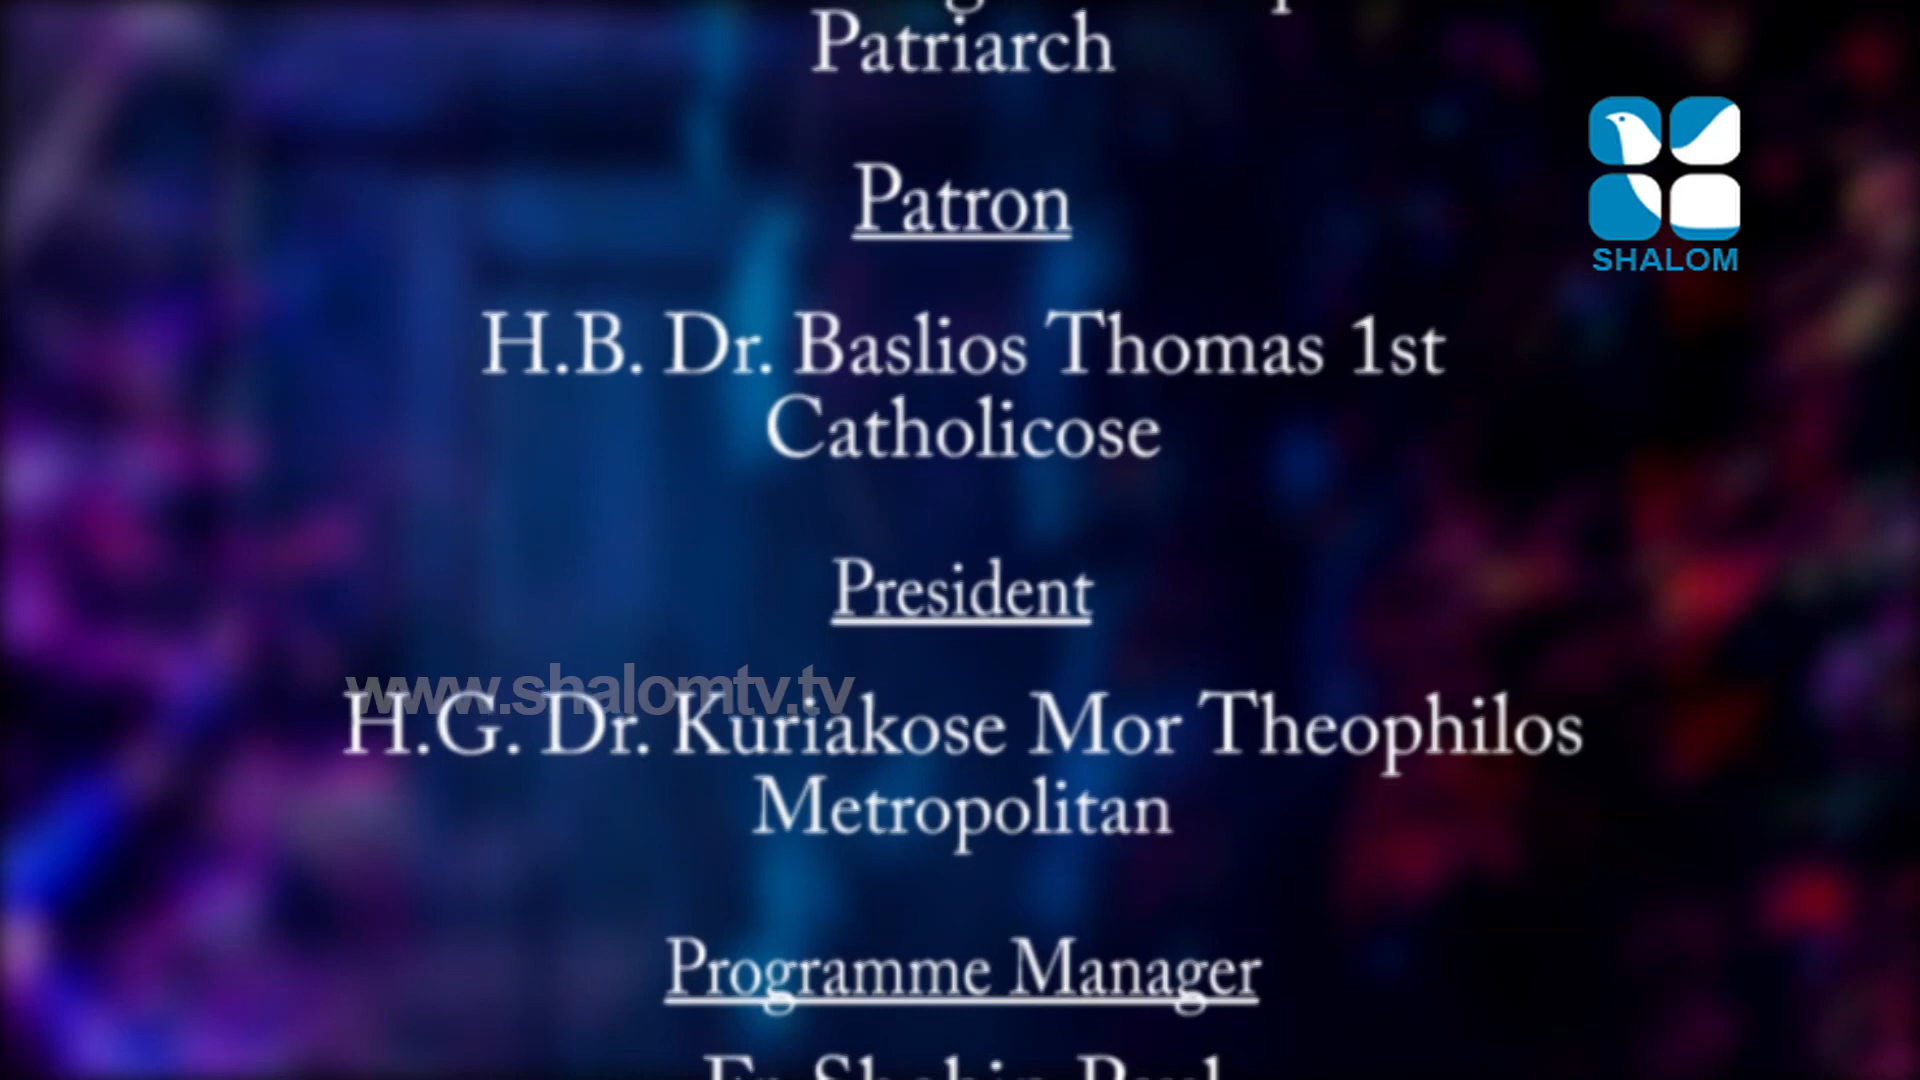 Patriarch
SHALOM
Patron
H.B. Dr. Baslios Thomas 1st
Catholicose
President
www.shalomtv.tv
H.G. Dr. Kuriakose Mor Theophilos
Metropolitan
Programme Manager